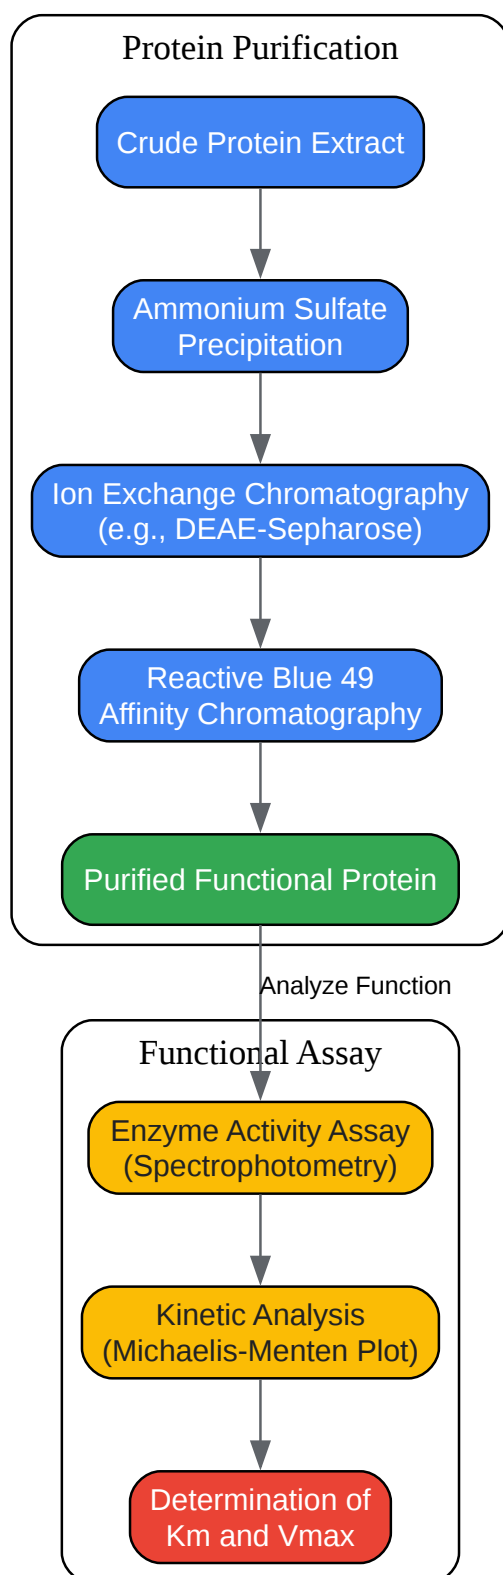 Protein Purification
Crude Protein Extract
Ammonium Sulfate
Precipitation
Ion Exchange Chromatography
(e.g., DEAE-Sepharose)
Reactive Blue 49
Affinity Chromatography
Purified Functional Protein
Analyze Function
Functional Assay
Enzyme Activity Assay
(Spectrophotometry)
Kinetic Analysis
(Michaelis-Menten Plot)
Determination of
Km and Vmax